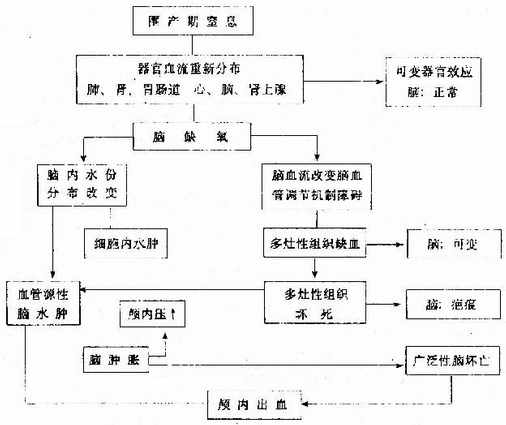 围产期窒息
器官血流重新分布
肺、肾、胃肠道 心、脑、肾上腺
可变器官效应
脑：正常
脑缺氧
脑内水份
分布改变
脑血流改变脑血
管调节机制障碍
细胞内水肿
多灶性组织缺血
脑：可变
血管源性
脑水肿
颅内压↑
多灶性组织
坏死
脑：疤痕
脑肿胀
广泛性脑坏亡
颅内出血